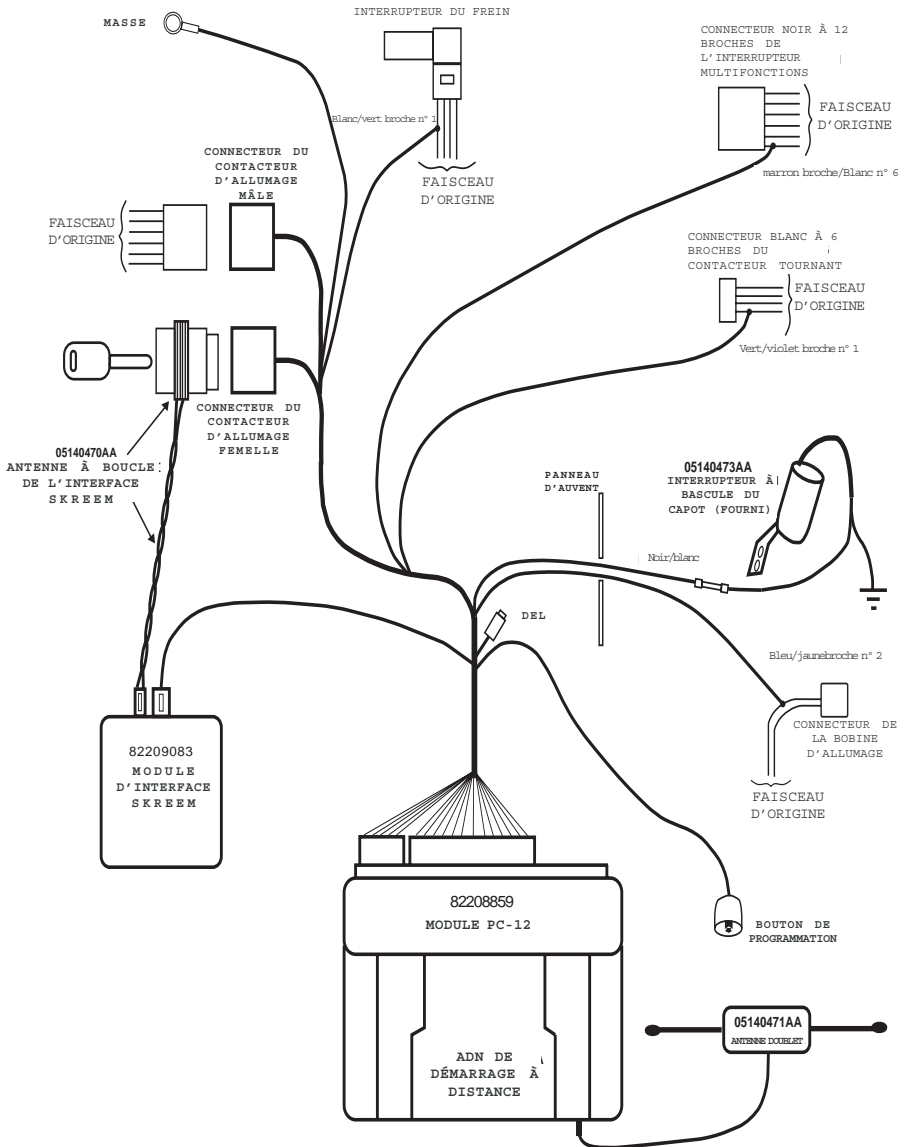 MASSE
INTERRUPTEUR DU FREIN
CONNECTEUR NOIR À 12
BROCHES DE
L'INTERRUPTEUR
MULTIFONCTIONS
FAISCEAU
D'ORIGINE
marron broche/Blanc n° 6
Blanc/vert broche n° 1
FAISCEAU
D'ORIGINE
CONNECTEUR DU
CONTACTEUR
D'ALLUMAGE
MÂLE
FAISCEAU
D'ORIGINE
CONNECTEUR BLANC À 6
BROCHES DU
CONTACTEUR TOURNANT
FAISCEAU
D'ORIGINE
Vert/violet broche n° 1
CONNECTEUR DU
CONTACTEUR
D'ALLUMAGE
FEMELLE
05140470AA
ANTENNE À BOUCLE
DE L'INTERFACE
SKREEM
PANNEAU
D'AUVENT
05140473AA
INTERRUPTEUR À
BASCULE DU
CAPOT (FOURNI)
Noir/blanc
DEL
Bleu/jaunebroche n° 2
CONNECTEUR DE
LA BOBINE
D'ALLUMAGE
FAISCEAU
D'ORIGINE
82209083
MODULE
D'INTERFACE
SKREEM
82208859
MODULE PC-12
BOUTON DE
PROGRAMMATION
05140471AA
ANTENNE DOUBLET
ADN DE
DÉMARRAGE À
DISTANCE